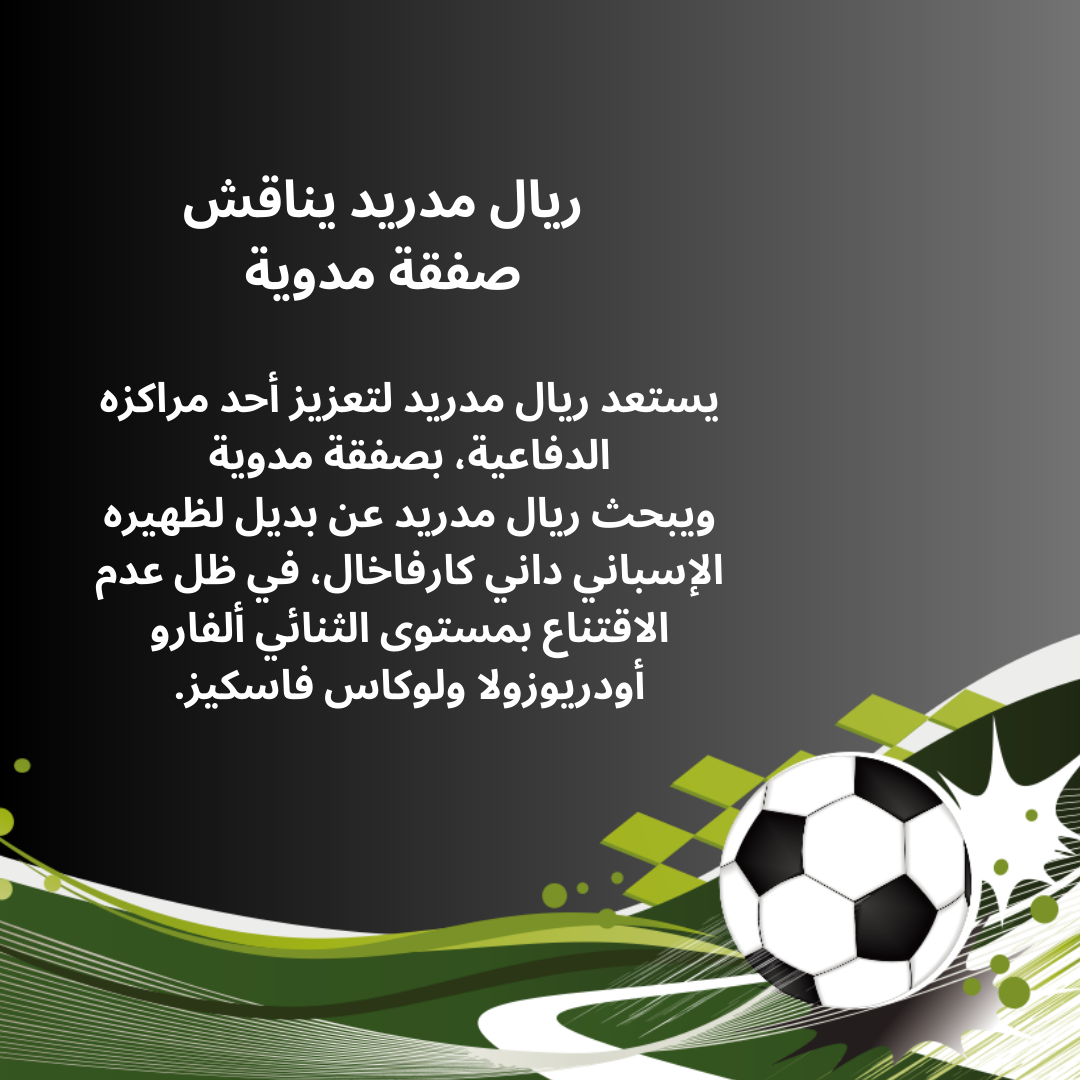 ريال مدريد يناقش
صفقة مدوية
يستعد ريال مدريد لتعزيز أحد مراكزه
الدفاعية، بصفقة مدوية
ويبحث ريال مدريد عن بديل لظهيره
الإسباني داني كارفاخال، في ظل عدم
الاقتناع بمستوى الثنائي ألفارو
أودريوزولا ولوكاس فاسكيز.